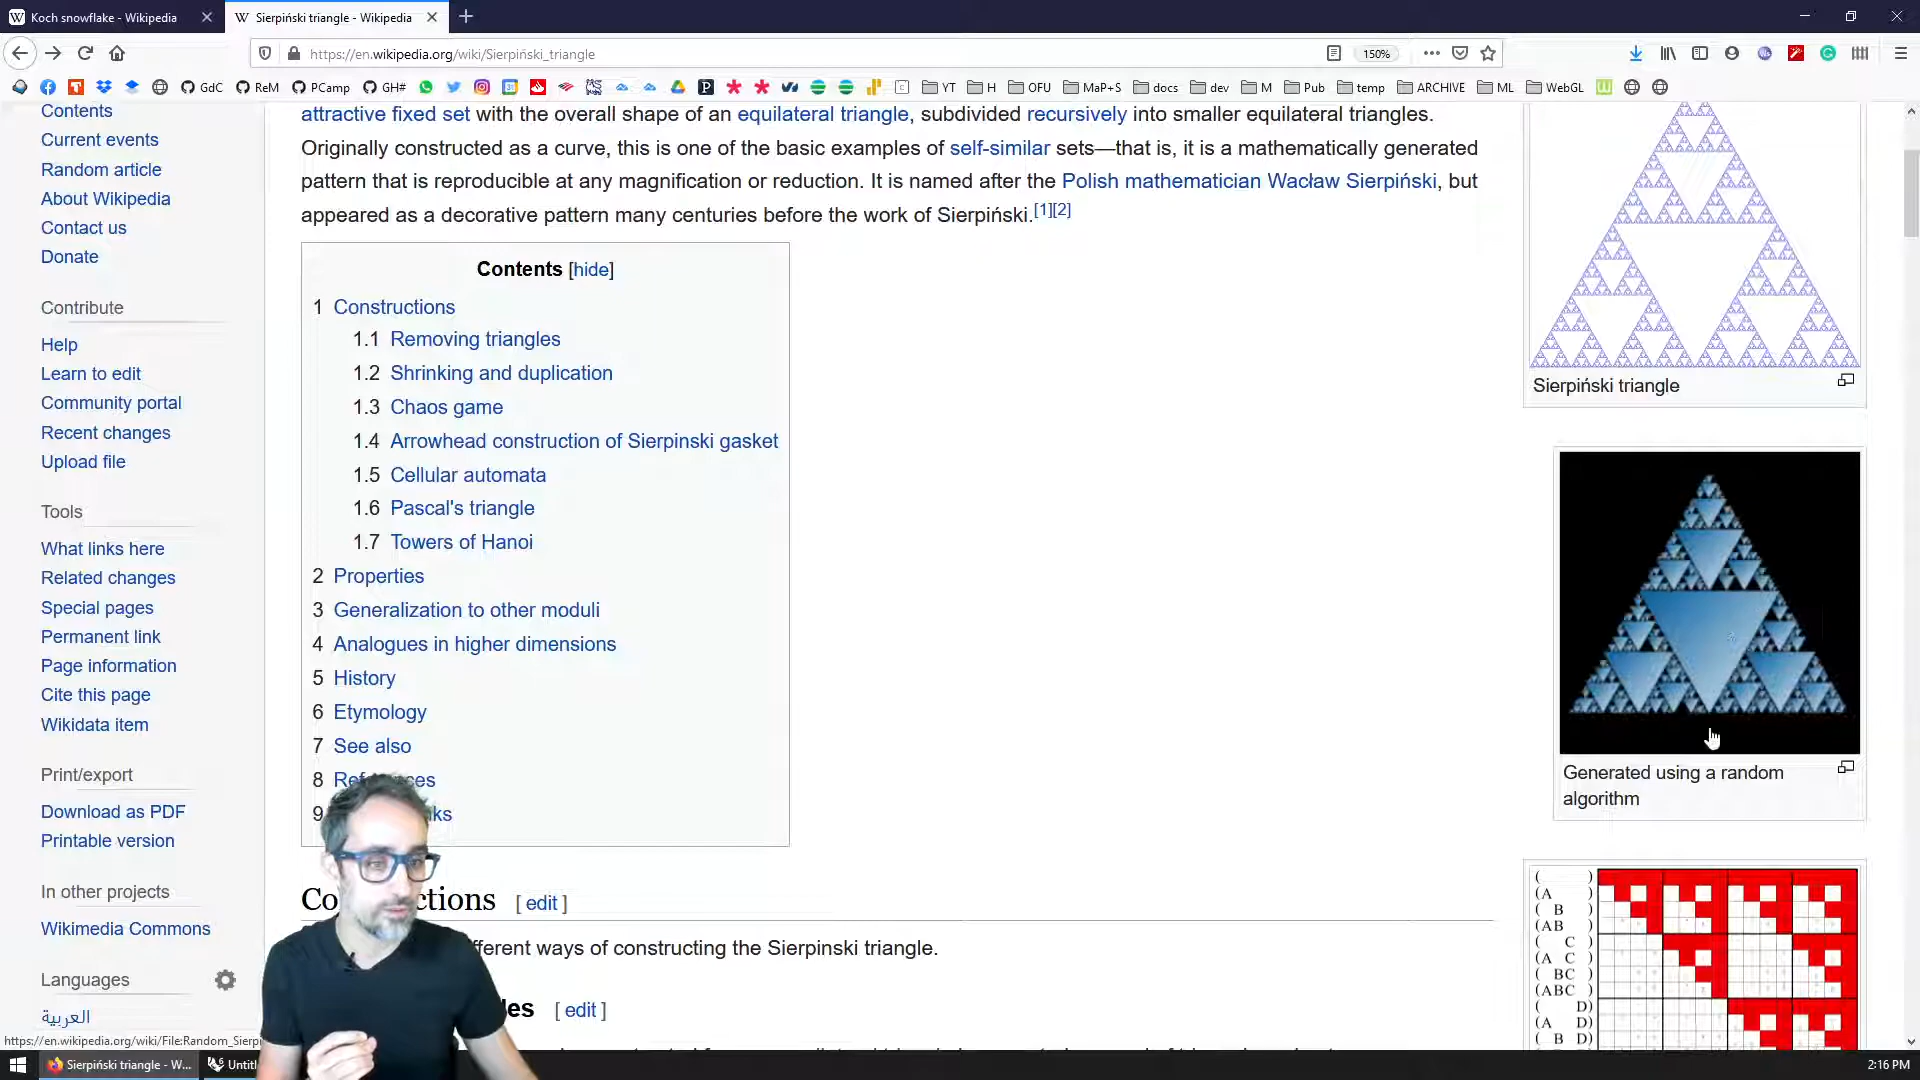 Koch snowflake - Wikipedia
Sierpiński triangle - Wikipedia
https://en.wikipedia.org/wiki/Sierpiński_triangle
150%
GdC
ReM
PCamp
GH#
YT
H
OFU
MaP+S
docs
dev
M
Pub
temp
ARCHIVE
ML
WebGL
Contents
Current events
Random article
About Wikipedia
Contact us
Donate
Contribute
Help
Learn to edit
Community portal
Recent changes
Upload file
Tools
What links here
Related changes
Special pages
Permanent link
Page information
Cite this page
Wikidata item
Print/export
Download as PDF
Printable version
In other projects
Wikimedia Commons
Languages
العربية
attractive fixed set with the overall shape of an equilateral triangle, subdivided recursively into smaller equilateral triangles.
Originally constructed as a curve, this is one of the basic examples of self-similar sets—that is, it is a mathematically generated
pattern that is reproducible at any magnification or reduction. It is named after the Polish mathematician Wacław Sierpiński, but
appeared as a decorative pattern many centuries before the work of Sierpiński.[1][2]
Contents [hide]
1 Constructions
1.1 Removing triangles
1.2 Shrinking and duplication
1.3 Chaos game
1.4 Arrowhead construction of Sierpinski gasket
1.5 Cellular automata
1.6 Pascal's triangle
1.7 Towers of Hanoi
2 Properties
3 Generalization to other moduli
4 Analogues in higher dimensions
5 History
6 Etymology
7 See also
8
9
[ edit ]
ways of constructing the Sierpinski triangle.
[ edit ]
Sierpiński triangle
Generated using a random
algorithm
( )
(A )
( B )
(AB )
( C )
(A C )
( BC )
(ABC )
( D)
(A D)
( B D)
https://en.wikipedia.org/wiki/File:Random_Sierpi
Sierpiński triangle - W...
Untitl
2:16 PM